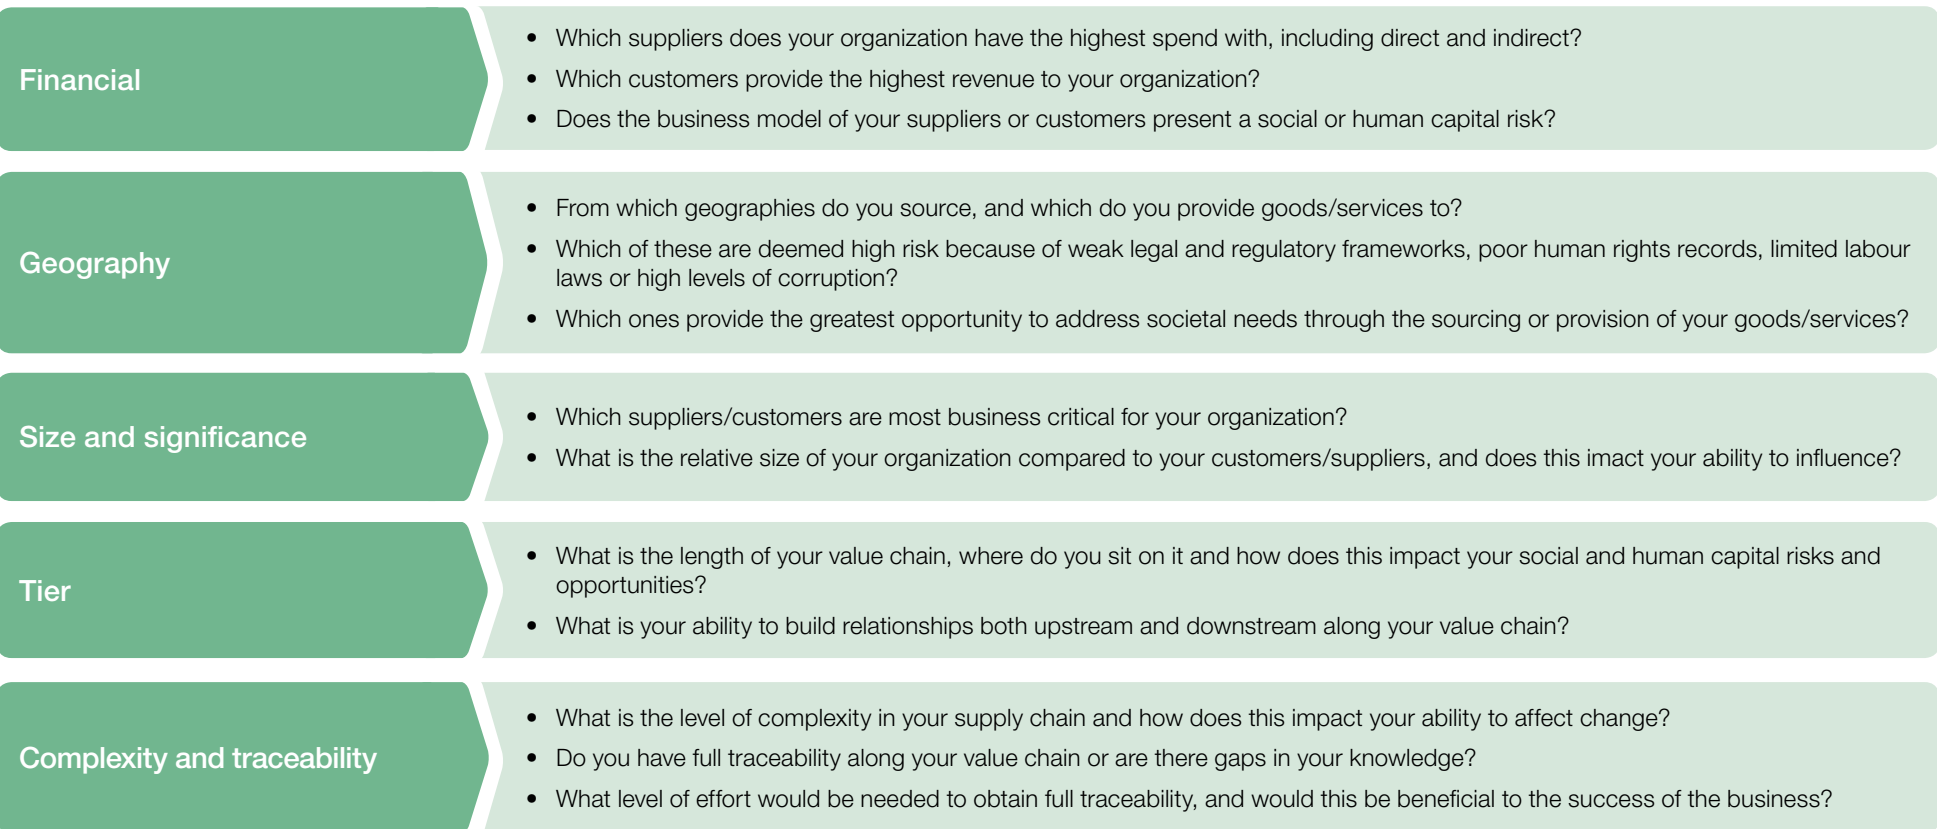 Financial
• Which suppliers does your organization have the highest spend with, including direct and indirect?
• Which customers provide the highest revenue to your organization?
• Does the business model of your suppliers or customers present a social or human capital risk?
Geography
• From which geographies do you source, and which do you provide goods/services to?
• Which of these are deemed high risk because of weak legal and regulatory frameworks, poor human rights records, limited labour
laws or high levels of corruption?
• Which ones provide the greatest opportunity to address societal needs through the sourcing or provision of your goods/services?
Size and significance
• Which suppliers/customers are most business critical for your organization?
• What is the relative size of your organization compared to your customers/suppliers, and does this imact your ability to influence?
Tier
• What is the length of your value chain, where do you sit on it and how does this impact your social and human capital risks and
opportunities?
• What is your ability to build relationships both upstream and downstream along your value chain?
Complexity and traceability
• What is the level of complexity in your supply chain and how does this impact your ability to affect change?
• Do you have full traceability along your value chain or are there gaps in your knowledge?
• What level of effort would be needed to obtain full traceability, and would this be beneficial to the success of the business?